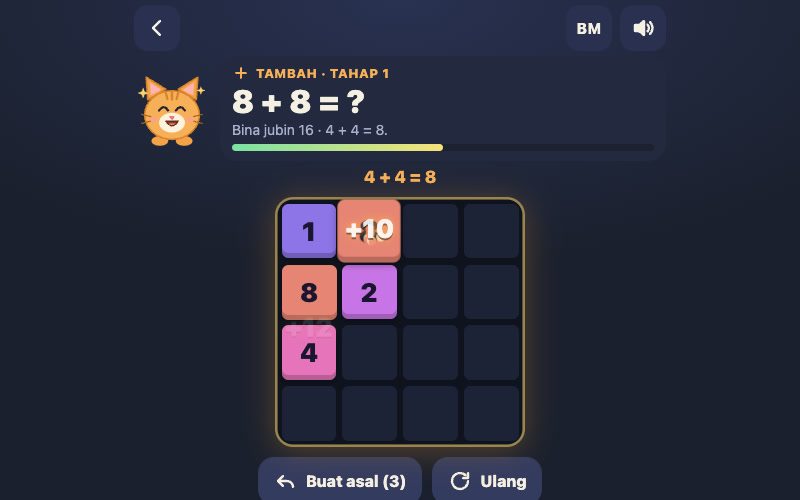 BM
TAMBAH · TAHAP 1
8 + 8 = ?
Bina jubin 16 · 4 + 4 = 8.
4 + 4 = 8
1
+10
8
2
+12
4
Buat asal (3)
Ulang